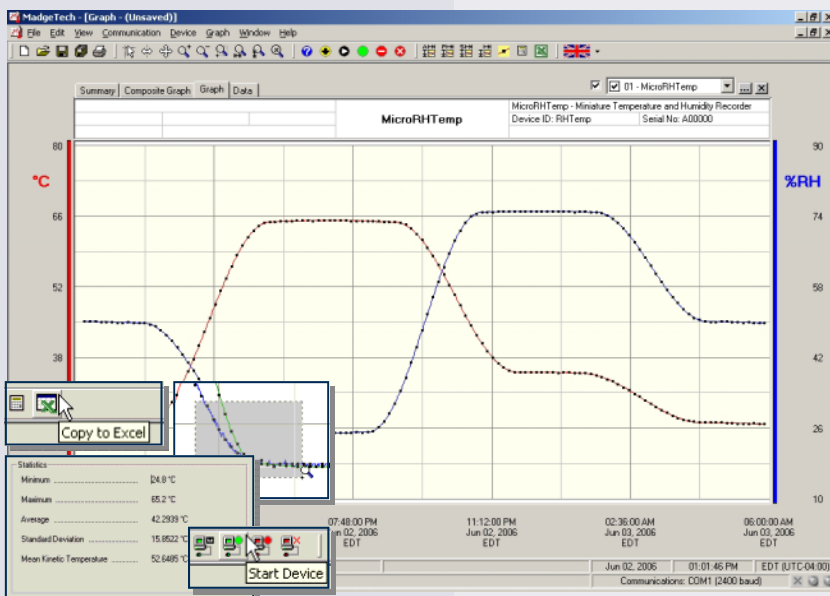 MadgeTech - [Graph - (Unsaved)]
File Edit View Communication Device Graph Window Help
Summary Composite Graph Graph Data
01 - MicroRHTemp
MicroRHTemp
MicroRHTemp - Miniature Temperature and Humidity Recorder
Device ID: RHTemp Serial No: A00000
80 90
°C %RH
66 74
52 58
38 42
26
10
Copy to Excel
Statistics
Minimum 24.8 °C
Maximum 65.2 °C
Average 42.2939 °C
Standard Deviation 15.8522 °C
Mean Kinetic Temperature 52.6485 °C
Start Device
07:48:00 PM 11:12:00 PM 02:36:00 AM 06:00:00 AM
Jun 02, 2006 Jun 03, 2006 Jun 03, 2006
EDT EDT EDT EDT
Jun 02, 2006 01:01:46 PM EDT (UTC-04:00)
Communications: COM1 (2400 baud)